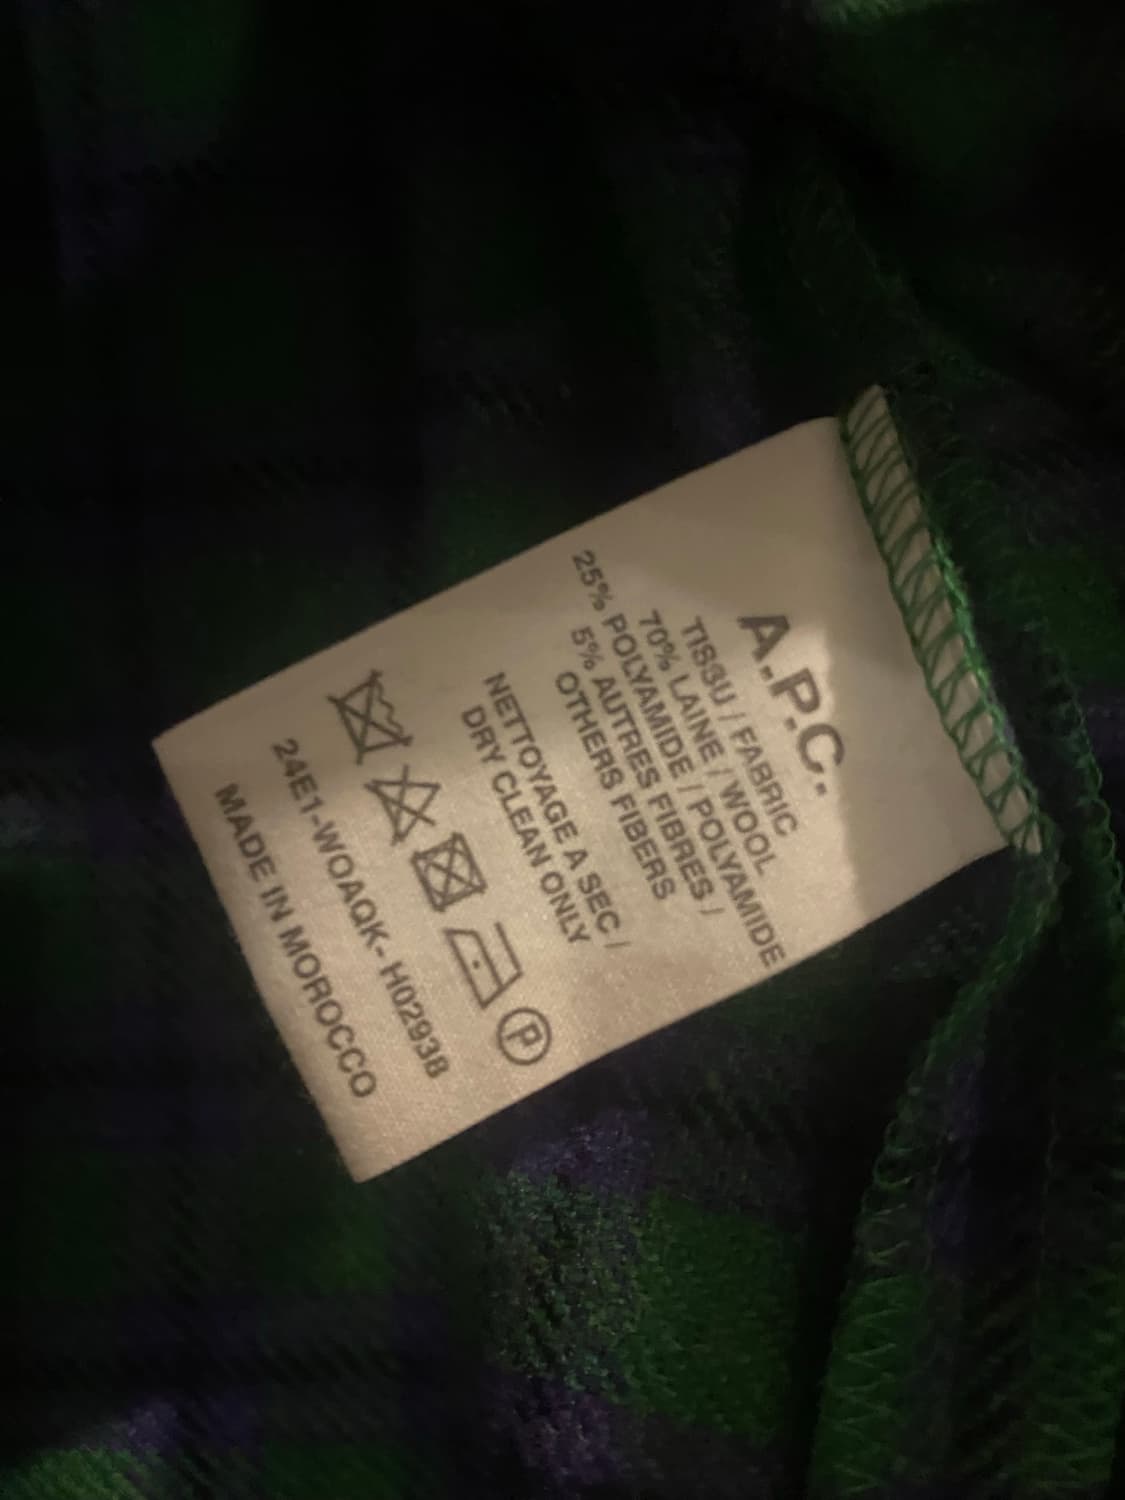 A.P.C.
TISSU / FABRIC
70% LAINE / WOOL
25% POLYAMIDE / POLYAMIDE
5% AUTRES FIBRES /
OTHERS FIBERS
NETTOYAGE A SEC /
DRY CLEAN ONLY
P
24E1-WOAQK- H02938
MADE IN MOROCCO